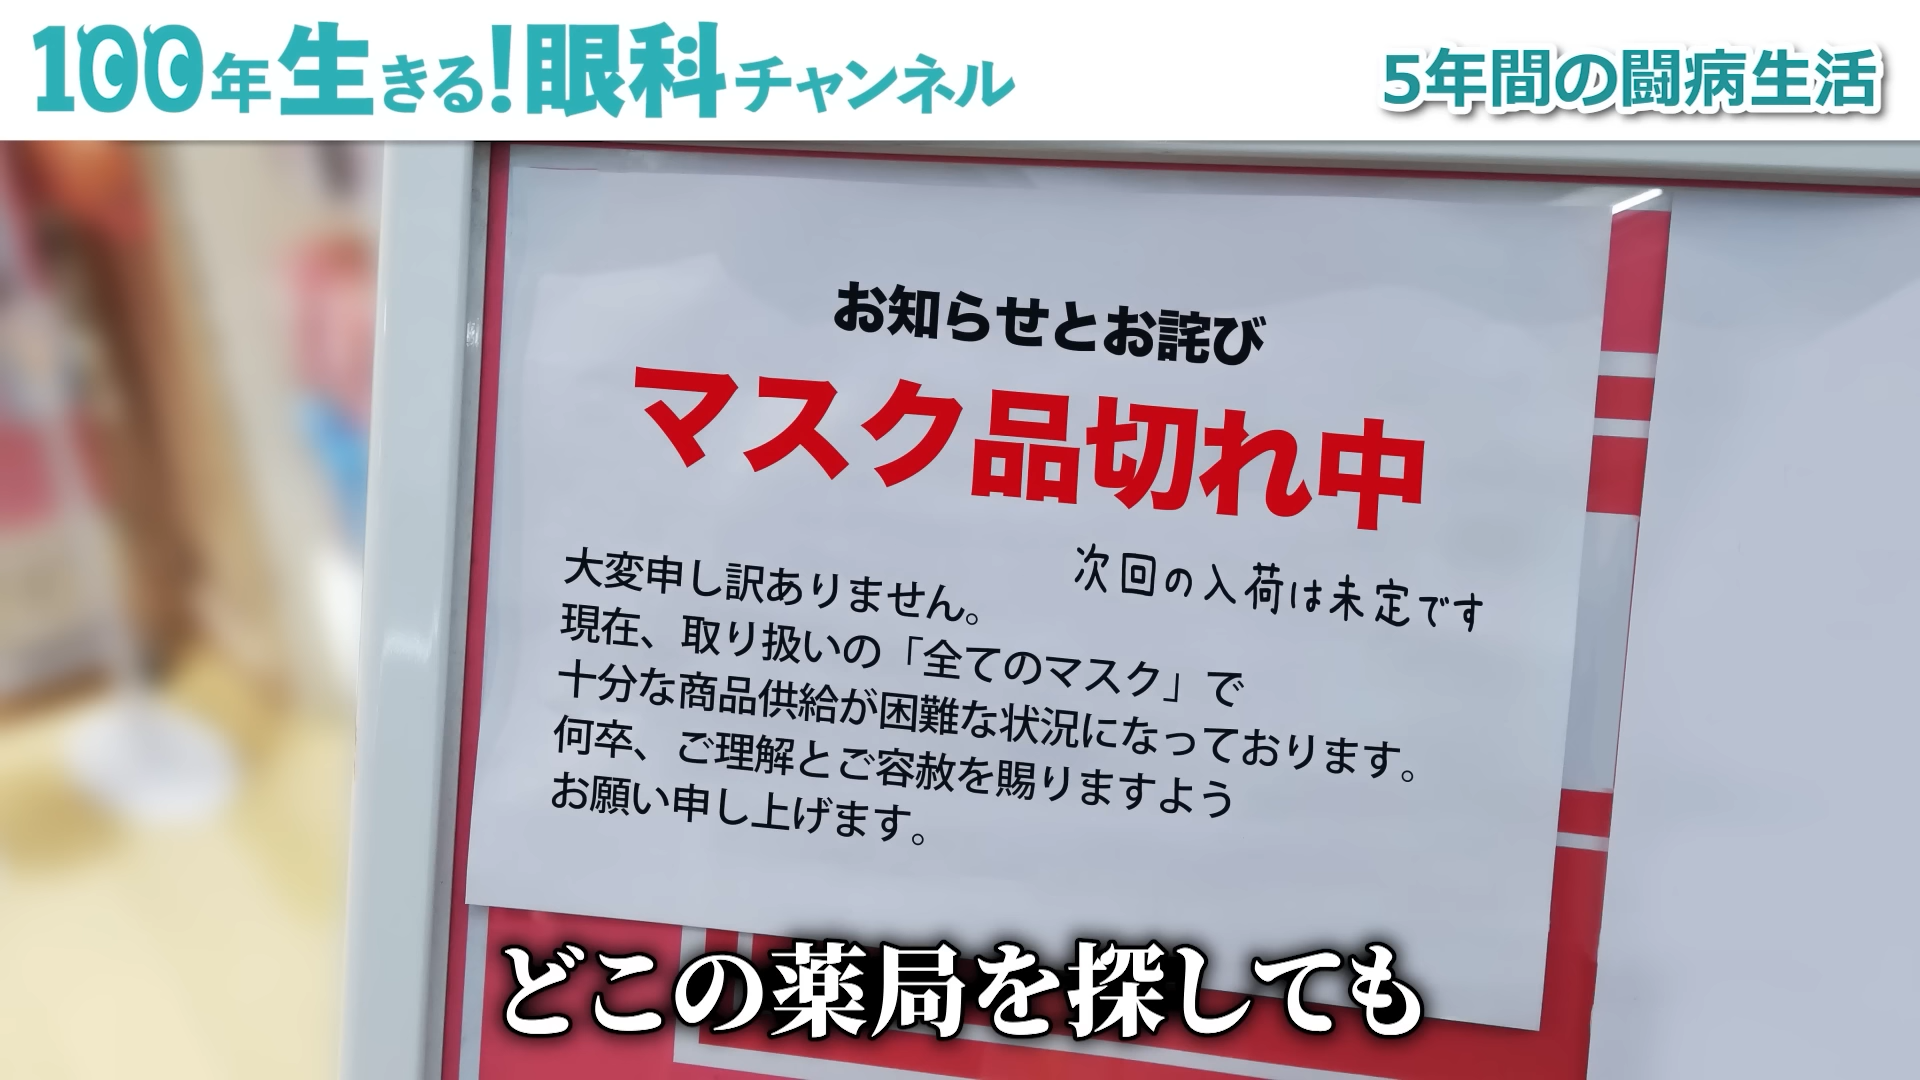 100年生きる!眼科チャンネル
5年間の闘病生活
お知らせとお詫び
マスク品切れ中
次回の入荷は未定です
大変申し訳ありません。
現在、取り扱いの「全てのマスク」で
十分な商品供給が困難な状況になっております。
何卒、ご理解とご容赦を賜りますよう
お願い申し上げます。
どこの薬局を探しても